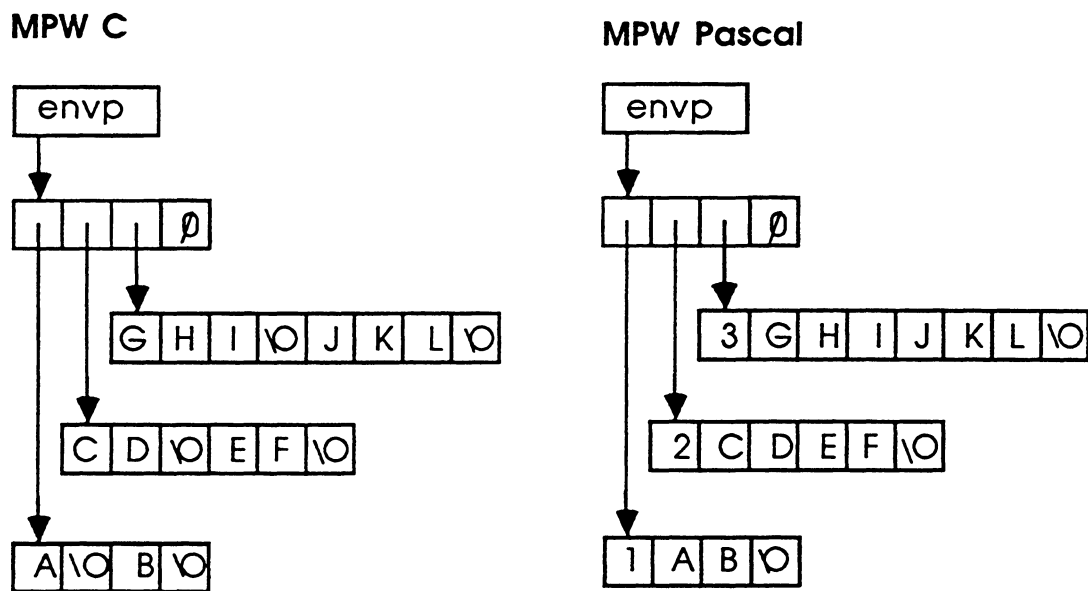 MPW C
envp
Ø
G H I \0 J K L \0
C D \0 E F \0
A \0 B \0
MPW Pascal
envp
Ø
3 G H I J K L \0
2 C D E F \0
1 A B \0